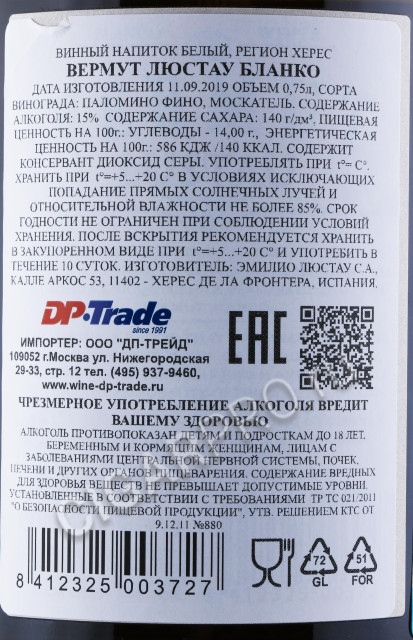 ВИННЫЙ НАПИТОК БЕЛЫЙ, РЕГИОН ХЕРЕС
ВЕРМУТ ЛЮСТАУ БЛАНКО
ДАТА ИЗГОТОВЛЕНИЯ 11.09.2019 ОБЪЕМ 0,75л, СОРТА
ВИНОГРАДА: ПАЛОМИНО ФИНО, МОСКАТЕЛЬ. СОДЕРЖАНИЕ
АЛКОГОЛЯ: 15% СОДЕРЖАНИЕ САХАРА: 140 г/дм³, ПИЩЕВАЯ
ЦЕННОСТЬ НА 100г.: УГЛЕВОДЫ - 14,00 г., ЭНЕРГЕТИЧЕСКАЯ
ЦЕННОСТЬ НА 100г.: 586 КДЖ /140 ККАЛ. СОДЕРЖИТ
КОНСЕРВАНТ ДИОКСИД СЕРЫ. УПОТРЕБЛЯТЬ ПРИ t°= C°.
ХРАНИТЬ ПРИ t°=+5...+20 C° В УСЛОВИЯХ ИСКЛЮЧАЮЩИХ
ПОПАДАНИЕ ПРЯМЫХ СОЛНЕЧНЫХ ЛУЧЕЙ И
ОТНОСИТЕЛЬНОЙ ВЛАЖНОСТИ НЕ БОЛЕЕ 85%. СРОК
ГОДНОСТИ НЕ ОГРАНИЧЕН ПРИ СОБЛЮДЕНИИ УСЛОВИЙ
ХРАНЕНИЯ. ПОСЛЕ ВСКРЫТИЯ РЕКОМЕНДУЕТСЯ ХРАНИТЬ
В ЗАКУПОРЕННОМ ВИДЕ ПРИ t°=+5...+20 C° И УПОТРЕБИТЬ В
ТЕЧЕНИЕ 10 СУТОК. ИЗГОТОВИТЕЛЬ: ЭМИЛИО ЛЮСТАУ С.А.,
КАЛЛЕ АРКОС 53, 11402 - ХЕРЕС ДЕ ЛА ФРОНТЕРА, ИСПАНИЯ.
DP-Trade
since 1991
EAC
ИМПОРТЕР: ООО "ДП-ТРЕЙД"
109052 г.Москва ул. Нижегородская
29-33, стр. 12 тел. (495) 937-9460,
www.wine-dp-trade.ru
ЧРЕЗМЕРНОЕ УПОТРЕБЛЕНИЕ АЛКОГОЛЯ ВРЕДИТ
ВАШЕМУ ЗДОРОВЬЮ
АЛКОГОЛЬ ПРОТИВОПОКАЗАН ДЕТЯМ И ПОДРОСТКАМ ДО 18 ЛЕТ,
БЕРЕМЕННЫМ И КОРМЯЩИМ ЖЕНЩИНАМ, ЛИЦАМ С
ЗАБОЛЕВАНИЯМИ ЦЕНТРАЛЬНОЙ НЕРВНОЙ СИСТЕМЫ, ПОЧЕК,
ПЕЧЕНИ И ДРУГИХ ОРГАНОВ ПИЩЕВАРЕНИЯ. СОДЕРЖАНИЕ ВРЕДНЫХ
ДЛЯ ЗДОРОВЬЯ ВЕЩЕСТВ НЕ ПРЕВЫШАЕТ ДОПУСТИМЫЕ УРОВНИ.
УСТАНОВЛЕННЫЕ В СООТВЕТСТВИИ С ТРЕБОВАНИЯМИ ТР ТС 021/2011
"О БЕЗОПАСНОСТИ ПИЩЕВОЙ ПРОДУКЦИИ", УТВ. РЕШЕНИЕМ КТС ОТ
9.12.11 №880
8 412325 003727
72
GL
51
FOR